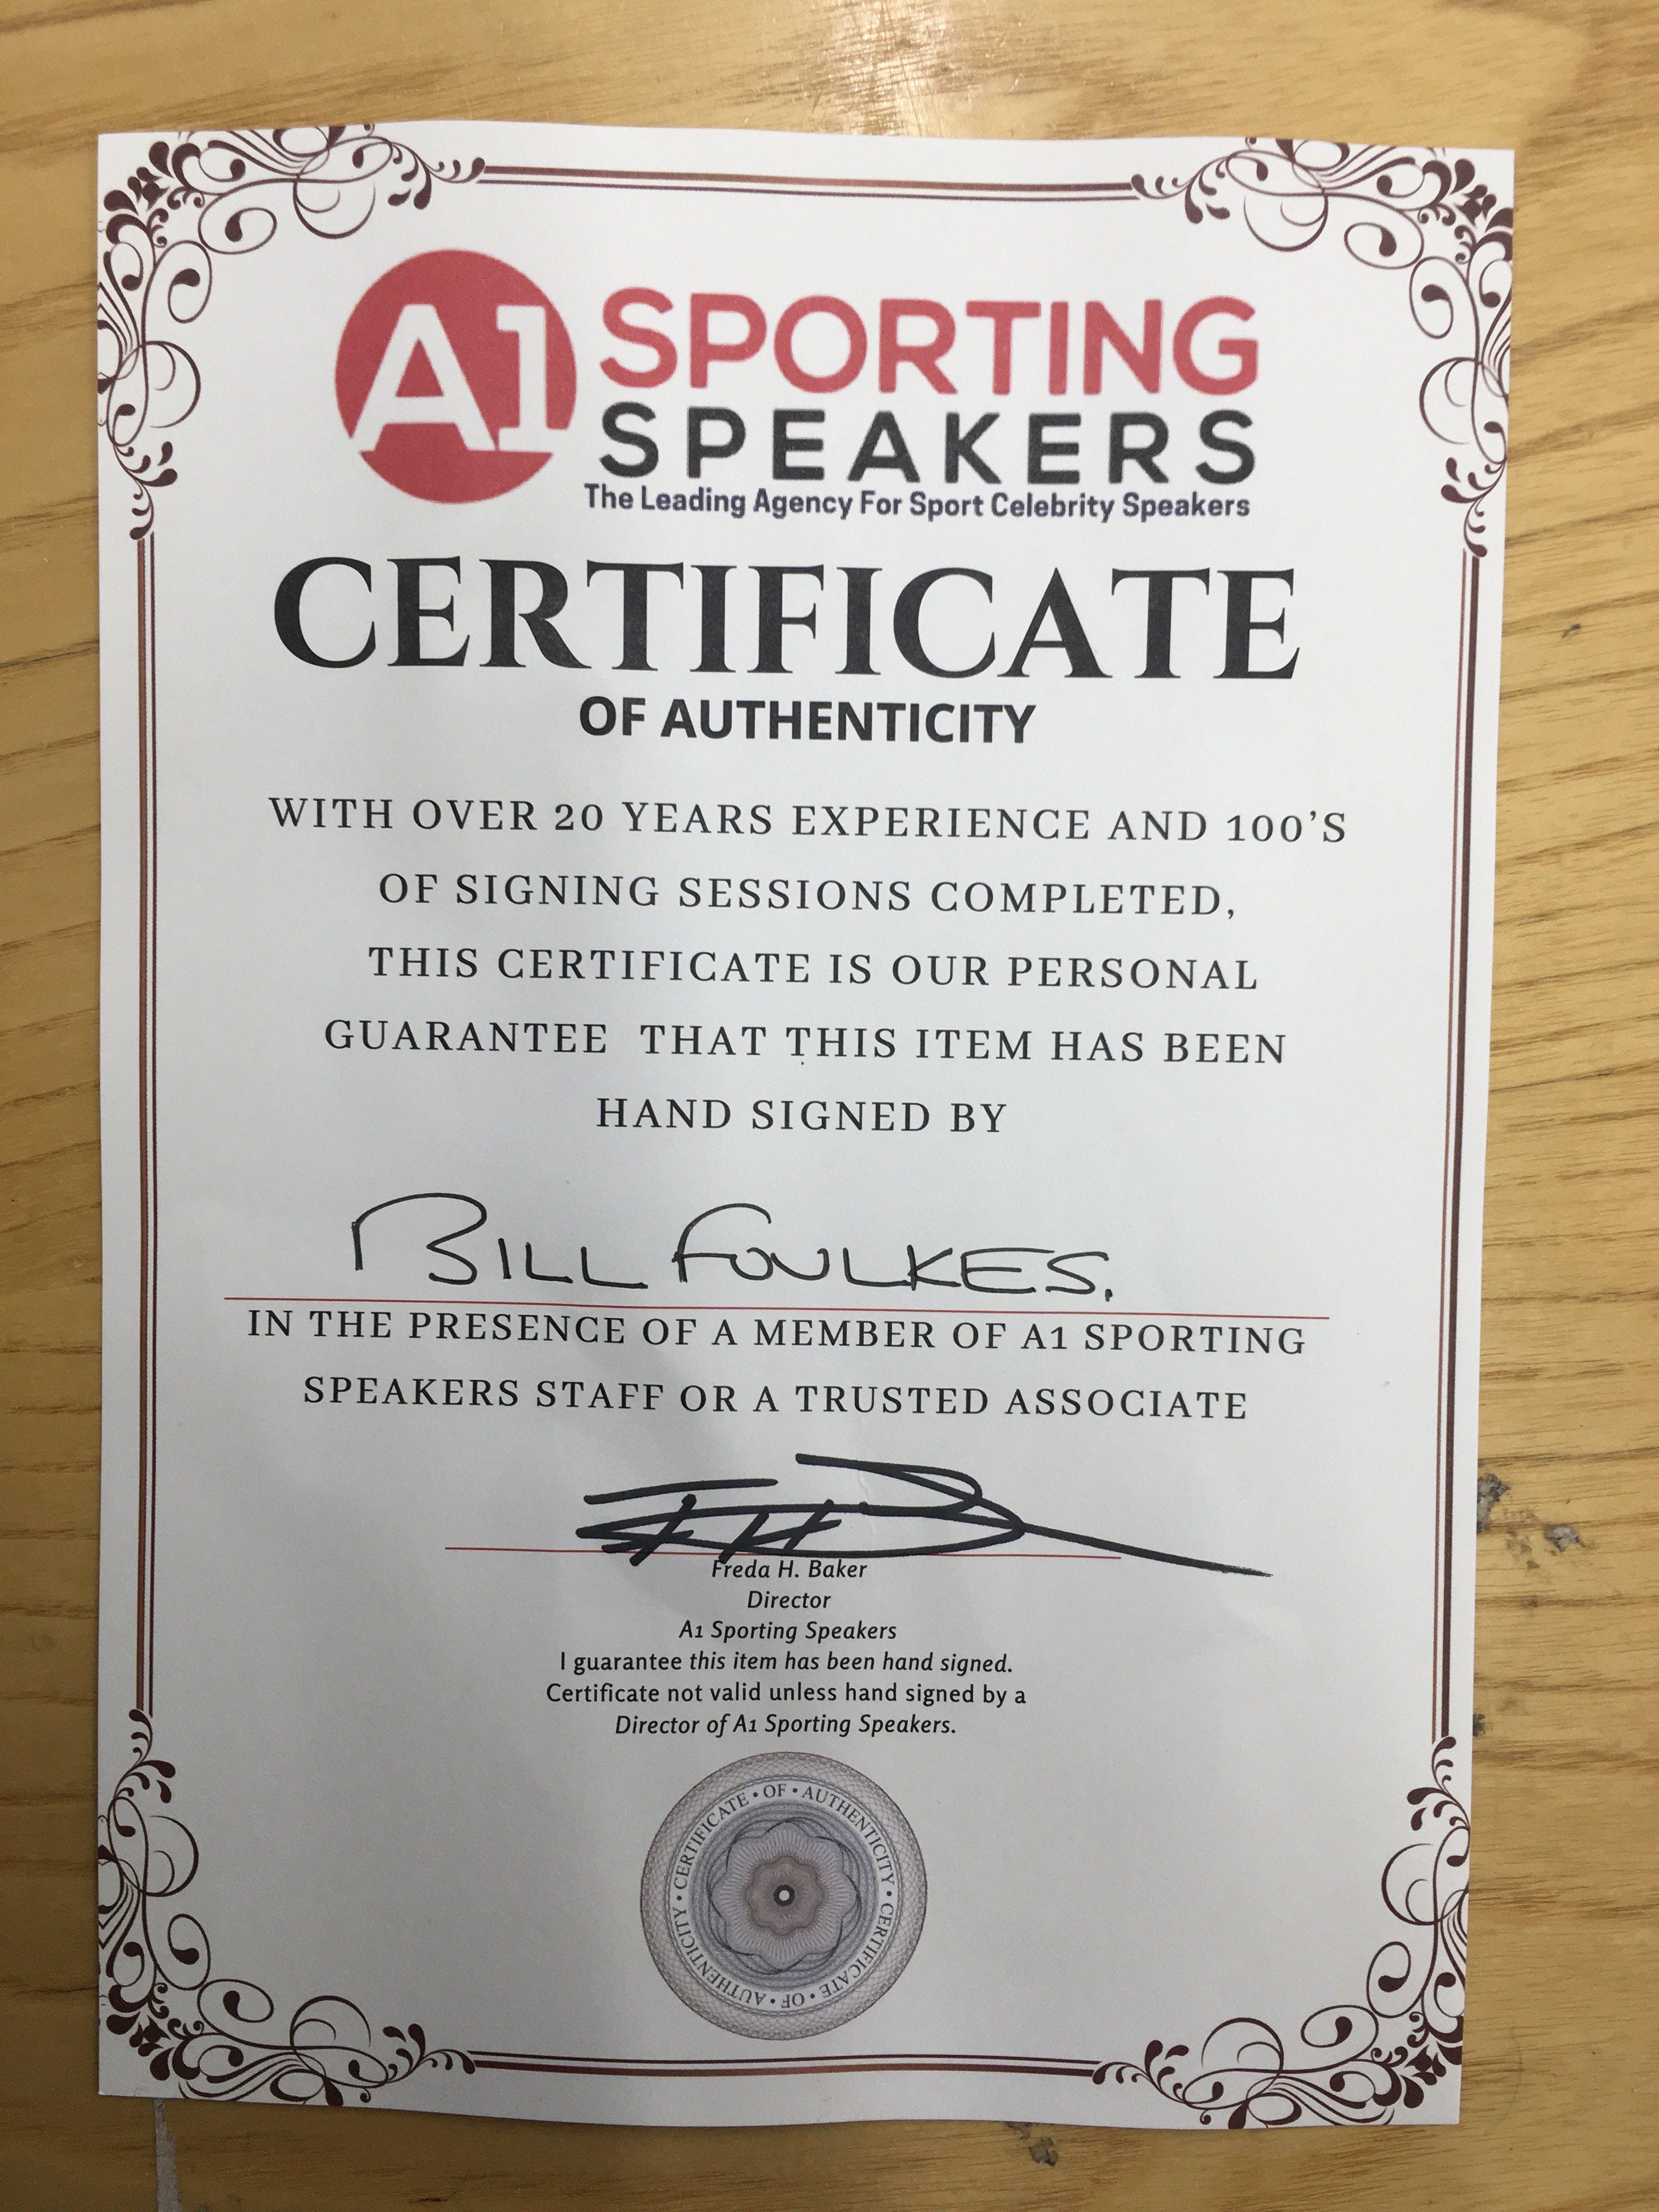 A1 SPORTING
SPEAKERS
The Leading Agency For Sport Celebrity Speakers
CERTIFICATE
OF AUTHENTICITY
WITH OVER 20 YEARS EXPERIENCE AND 100'S
OF SIGNING SESSIONS COMPLETED,
THIS CERTIFICATE IS OUR PERSONAL
GUARANTEE THAT THIS ITEM HAS BEEN
HAND SIGNED BY
BILL FOULKES.
IN THE PRESENCE OF A MEMBER OF A1 SPORTING
SPEAKERS STAFF OR A TRUSTED ASSOCIATE
Freda H. Baker
Director
A1 Sporting Speakers
I guarantee this item has been hand signed.
Certificate not valid unless hand signed by a
Director of A1 Sporting Speakers.
CERTIFICATE • OF • AUTHENTICITY • CERTIFICATE • OF • AUTHENTICITY •